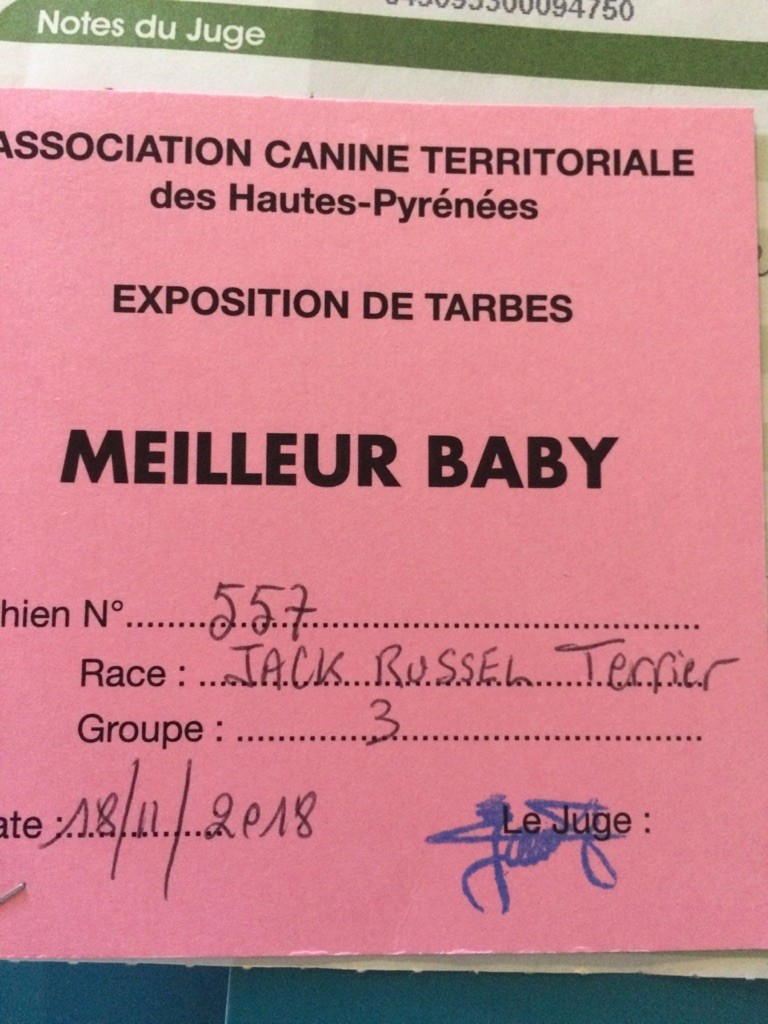 Notes du Juge
ASSOCIATION CANINE TERRITORIALE
des Hautes-Pyrénées
EXPOSITION DE TARBES
MEILLEUR BABY
hien N°.......557
Race : ...JACK RUSSEL Terrier
Groupe : ...........3
ate :18/11/2018 Le Juge :